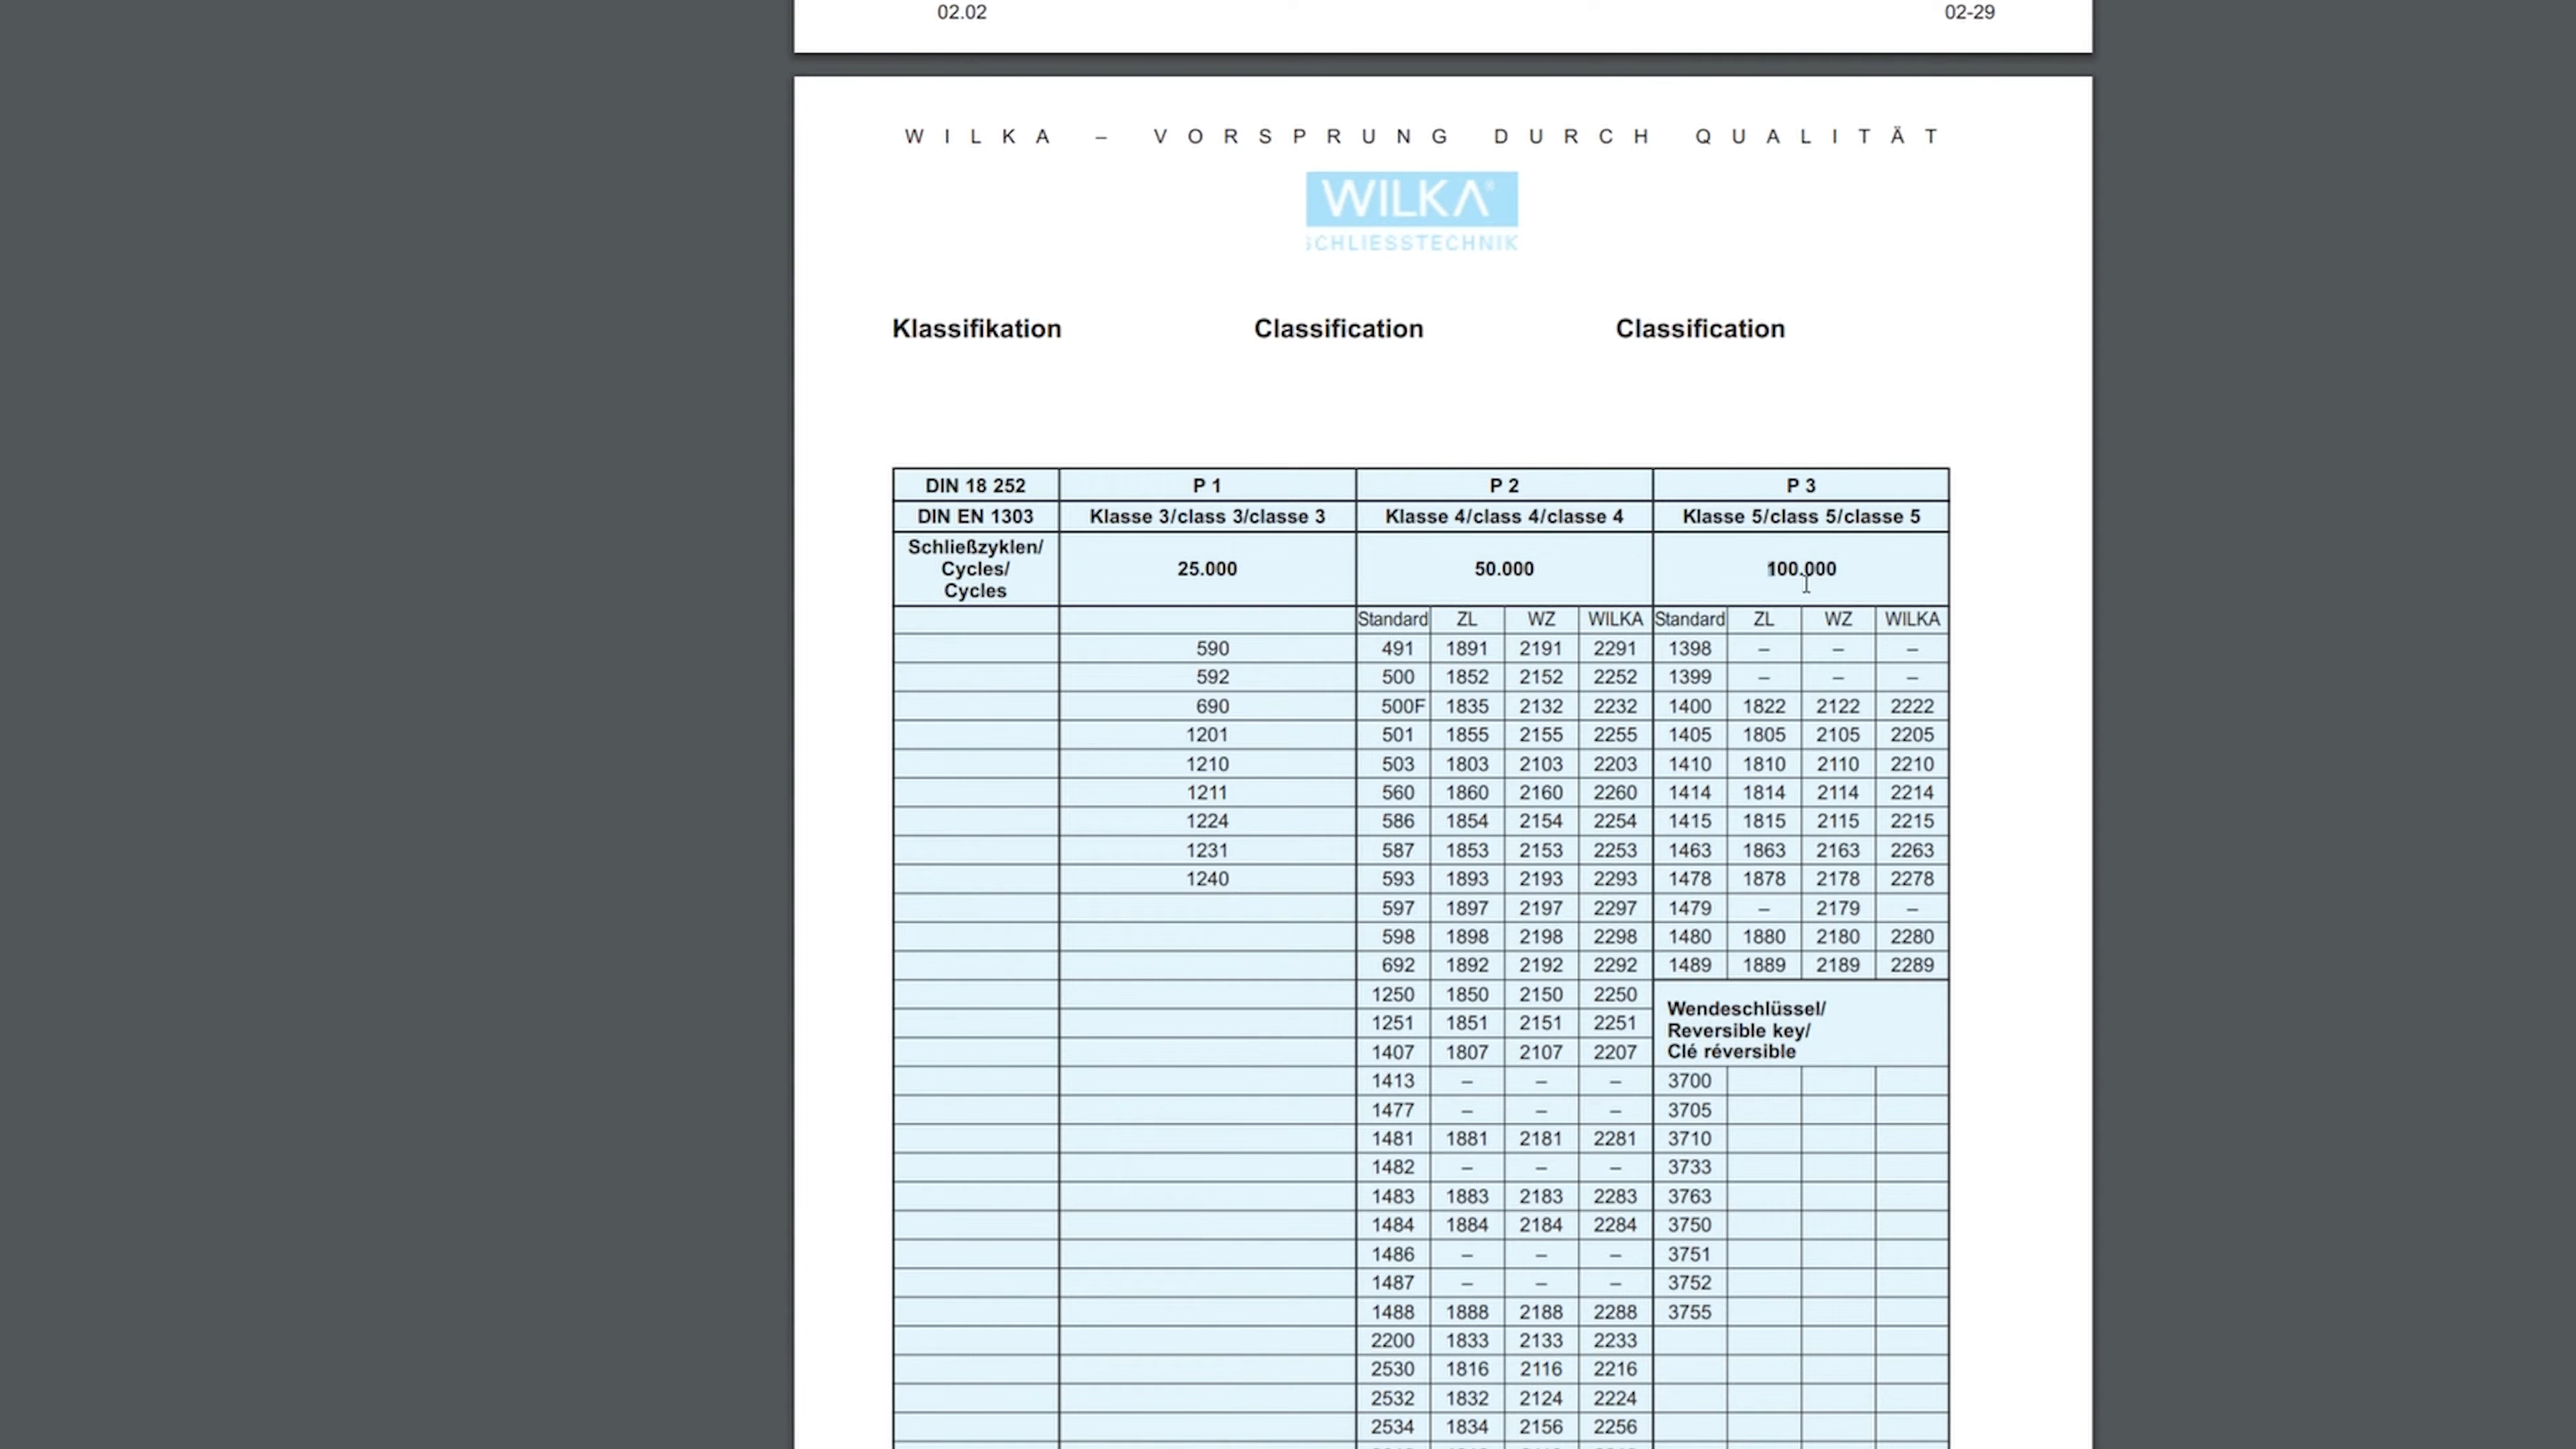 02.02 02-29
WILKA – VORSPRUNG DURCH QUALITÄT
WILKA®
SCHLIESSTECHNIK
Klassifikation Classification Classification
DIN 18 252 P 1 P 2 P 3
DIN EN 1303 Klasse 3/class 3/classe 3 Klasse 4/class 4/classe 4 Klasse 5/class 5/classe 5
Schließzyklen/
Cycles/ 25.000 50.000 100.000
Cycles
Standard ZL WZ WILKA Standard ZL WZ WILKA
590 491 1891 2191 2291 1398 – – –
592 500 1852 2152 2252 1399 – – –
690 500F 1835 2132 2232 1400 1822 2122 2222
1201 501 1855 2155 2255 1405 1805 2105 2205
1210 503 1803 2103 2203 1410 1810 2110 2210
1211 560 1860 2160 2260 1414 1814 2114 2214
1224 586 1854 2154 2254 1415 1815 2115 2215
1231 587 1853 2153 2253 1463 1863 2163 2263
1240 593 1893 2193 2293 1478 1878 2178 2278
597 1897 2197 2297 1479 – 2179 –
598 1898 2198 2298 1480 1880 2180 2280
692 1892 2192 2292 1489 1889 2189 2289
1250 1850 2150 2250 Wendeschlüssel/
1251 1851 2151 2251 Reversible key/
1407 1807 2107 2207 Clé réversible
1413 – – – 3700
1477 – – – 3705
1481 1881 2181 2281 3710
1482 – – – 3733
1483 1883 2183 2283 3763
1484 1884 2184 2284 3750
1486 – – – 3751
1487 – – – 3752
1488 1888 2188 2288 3755
2200 1833 2133 2233
2530 1816 2116 2216
2532 1832 2124 2224
2534 1834 2156 2256